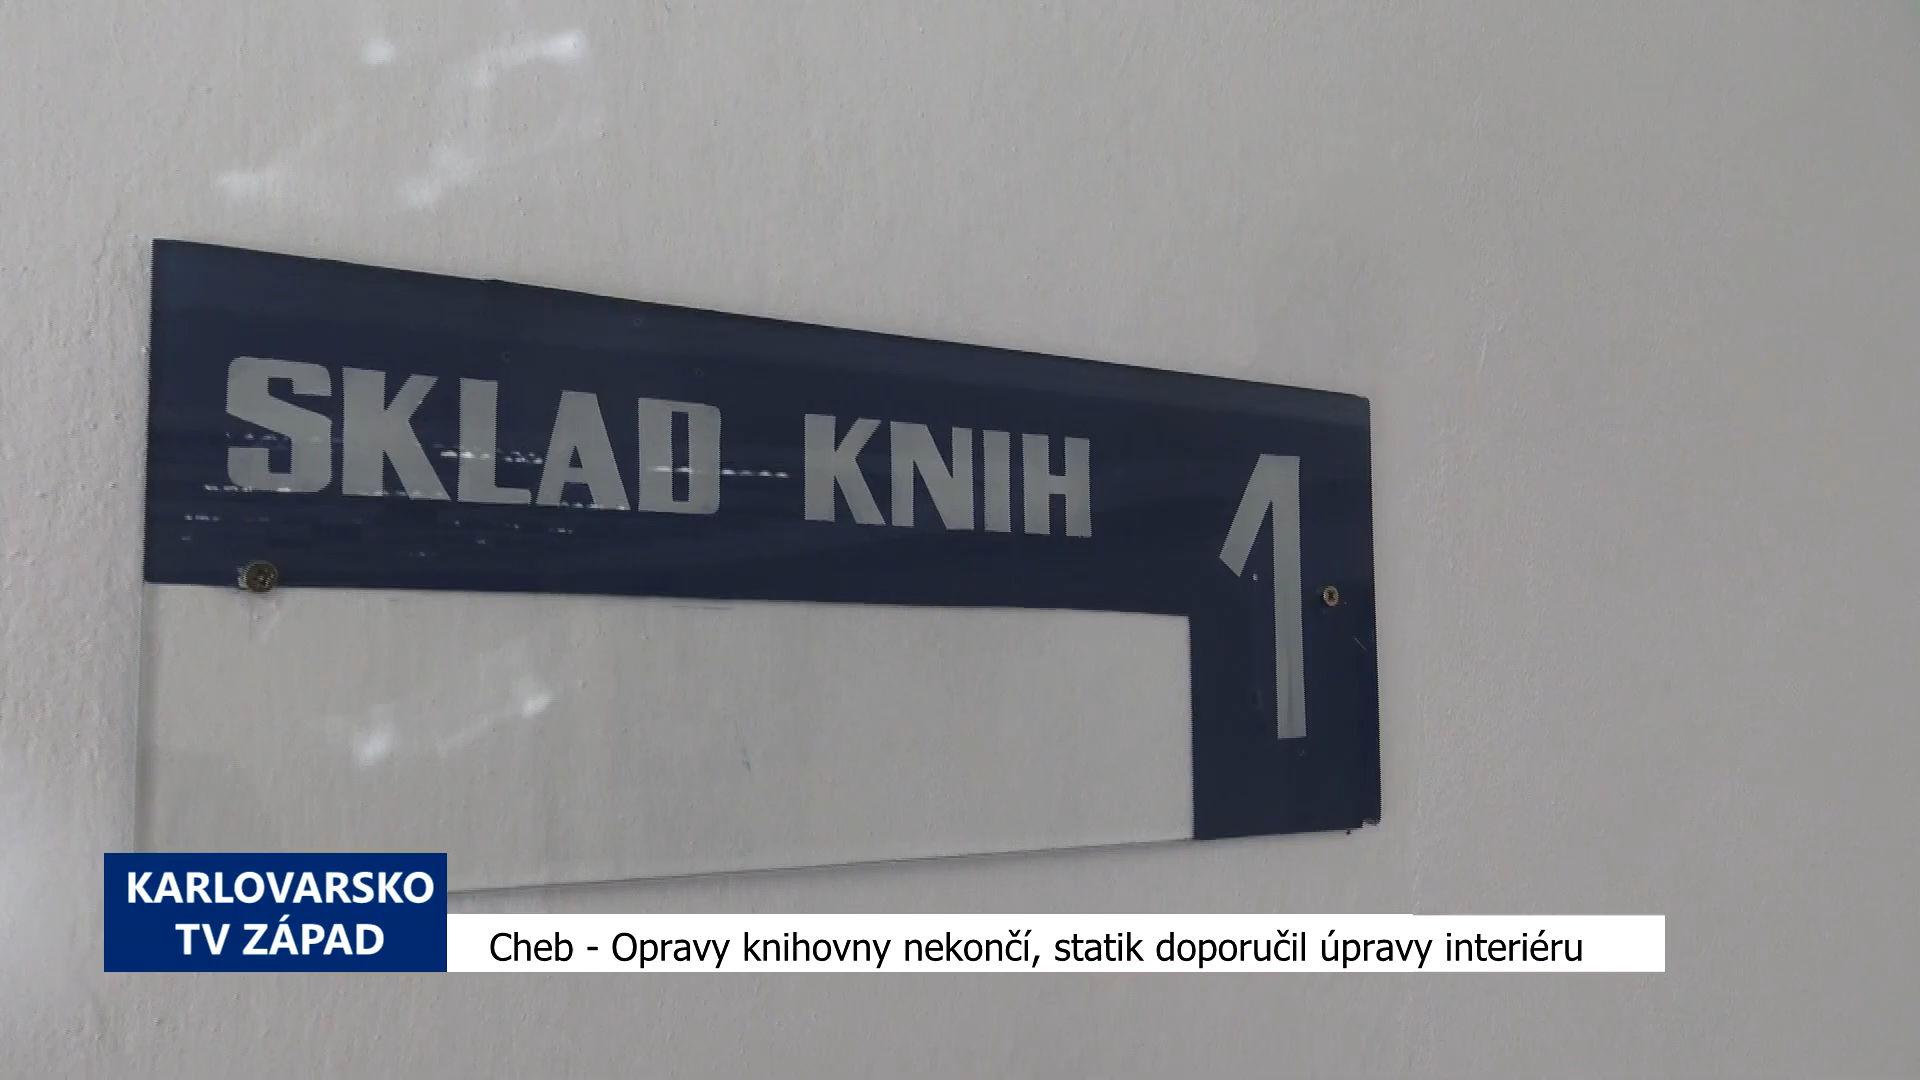 SKLAD KNIH 1
KARLOVARSKO
TV ZÁPAD
Cheb - Opravy knihovny nekončí, statik doporučil úpravy interiéru